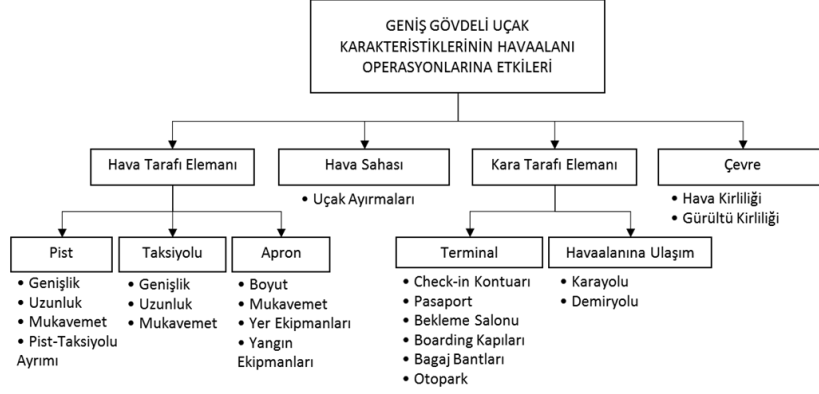 GENİŞ GÖVDELİ UÇAK
KARAKTERİSTİKLERİNİN HAVAALANI
OPERASYONLARINA ETKİLERİ
Hava Tarafı Elemanı
Hava Sahası
Kara Tarafı Elemanı
Çevre
• Uçak Ayırmaları
• Hava Kirliliği
• Gürültü Kirliliği
Pist
• Genişlik
• Uzunluk
• Mukavemet
• Pist-Taksiyolu
Ayrımı
Taksiyolu
• Genişlik
• Uzunluk
• Mukavemet
Apron
• Boyut
• Mukavemet
• Yer Ekipmanları
• Yangın
Ekipmanları
Terminal
• Check-in Kontuarı
• Pasaport
• Bekleme Salonu
• Boarding Kapıları
• Bagaj Bantları
• Otopark
Havaalanına Ulaşım
• Karayolu
• Demiryolu